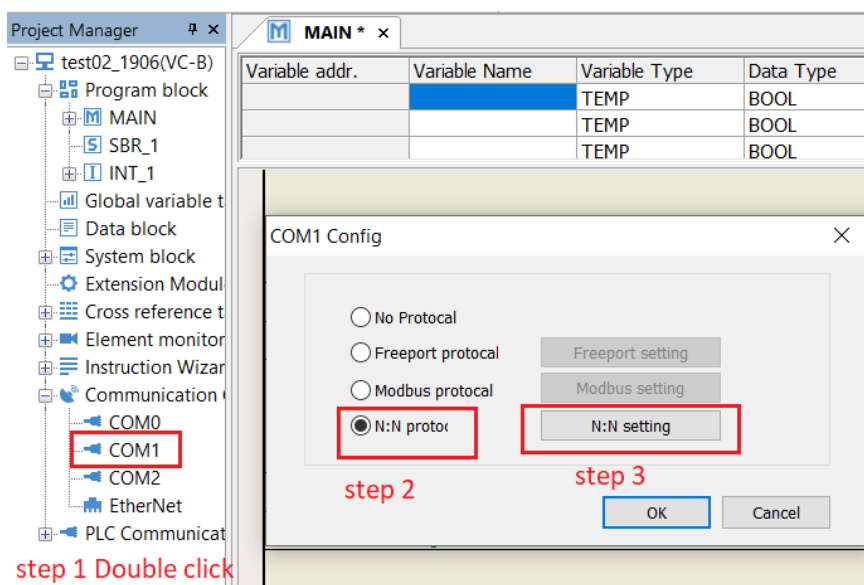 Project Manager
test02_1906(VC-B)
Program block
MAIN
SBR_1
INT_1
Global variable t
Data block
System block
Extension Modul
Cross reference t
Element monitor
Instruction Wizar
Communication
COM0
COM1
COM2
EtherNet
PLC Communicat
step 1 Double click
MAIN *
Variable addr. Variable Name Variable Type Data Type
TEMP BOOL
TEMP BOOL
TEMP BOOL
COM1 Config
No Protocal
Freeport protocal Freeport setting
Modbus protocal Modbus setting
N:N protoc N:N setting
step 2 step 3
OK Cancel